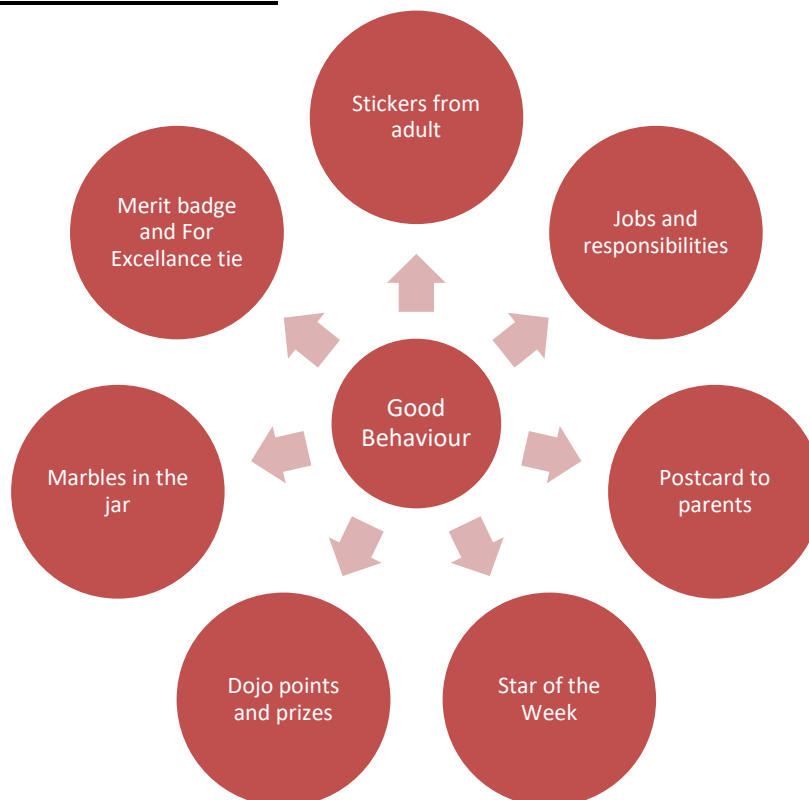 Stickers from
adult
Jobs and
responsibilities
Postcard to
parents
Star of the
Week
Dojo points
and prizes
Marbles in the
jar
Merit badge
and For
Excellance tie
Good
Behaviour